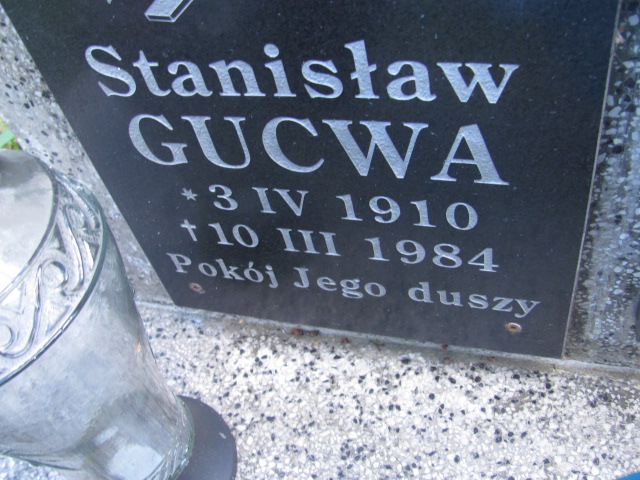 Stanisław
GUCWA
* 3 IV 1910
† 10 III 1984
Pokój Jego duszy